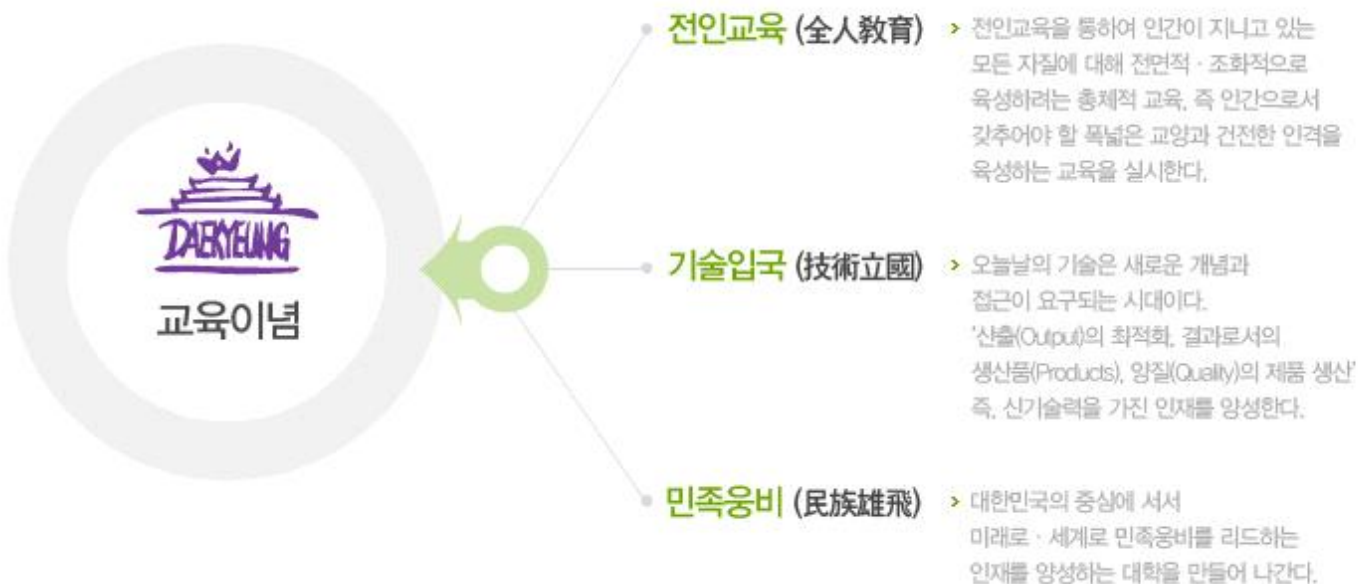 DAEKYEUNG
교육이념
전인교육 (全人敎育)
전인교육을 통하여 인간이 지니고 있는
모든 자질에 대해 전면적 · 조화적으로
육성하려는 총체적 교육, 즉 인간으로서
갖추어야 할 폭넓은 교양과 건전한 인격을
육성하는 교육을 실시한다.
기술입국 (技術立國)
오늘날의 기술은 새로운 개념과
접근이 요구되는 시대이다.
'산출(Output)의 최적화, 결과로서의
생산품(Products), 양질(Quality)의 제품 생산'
즉, 신기술력을 가진 인재를 양성한다.
민족웅비 (民族雄飛)
대한민국의 중심에 서서
미래로 · 세계로 민족웅비를 리드하는
인재를 양성하는 대학을 만들어 나간다.